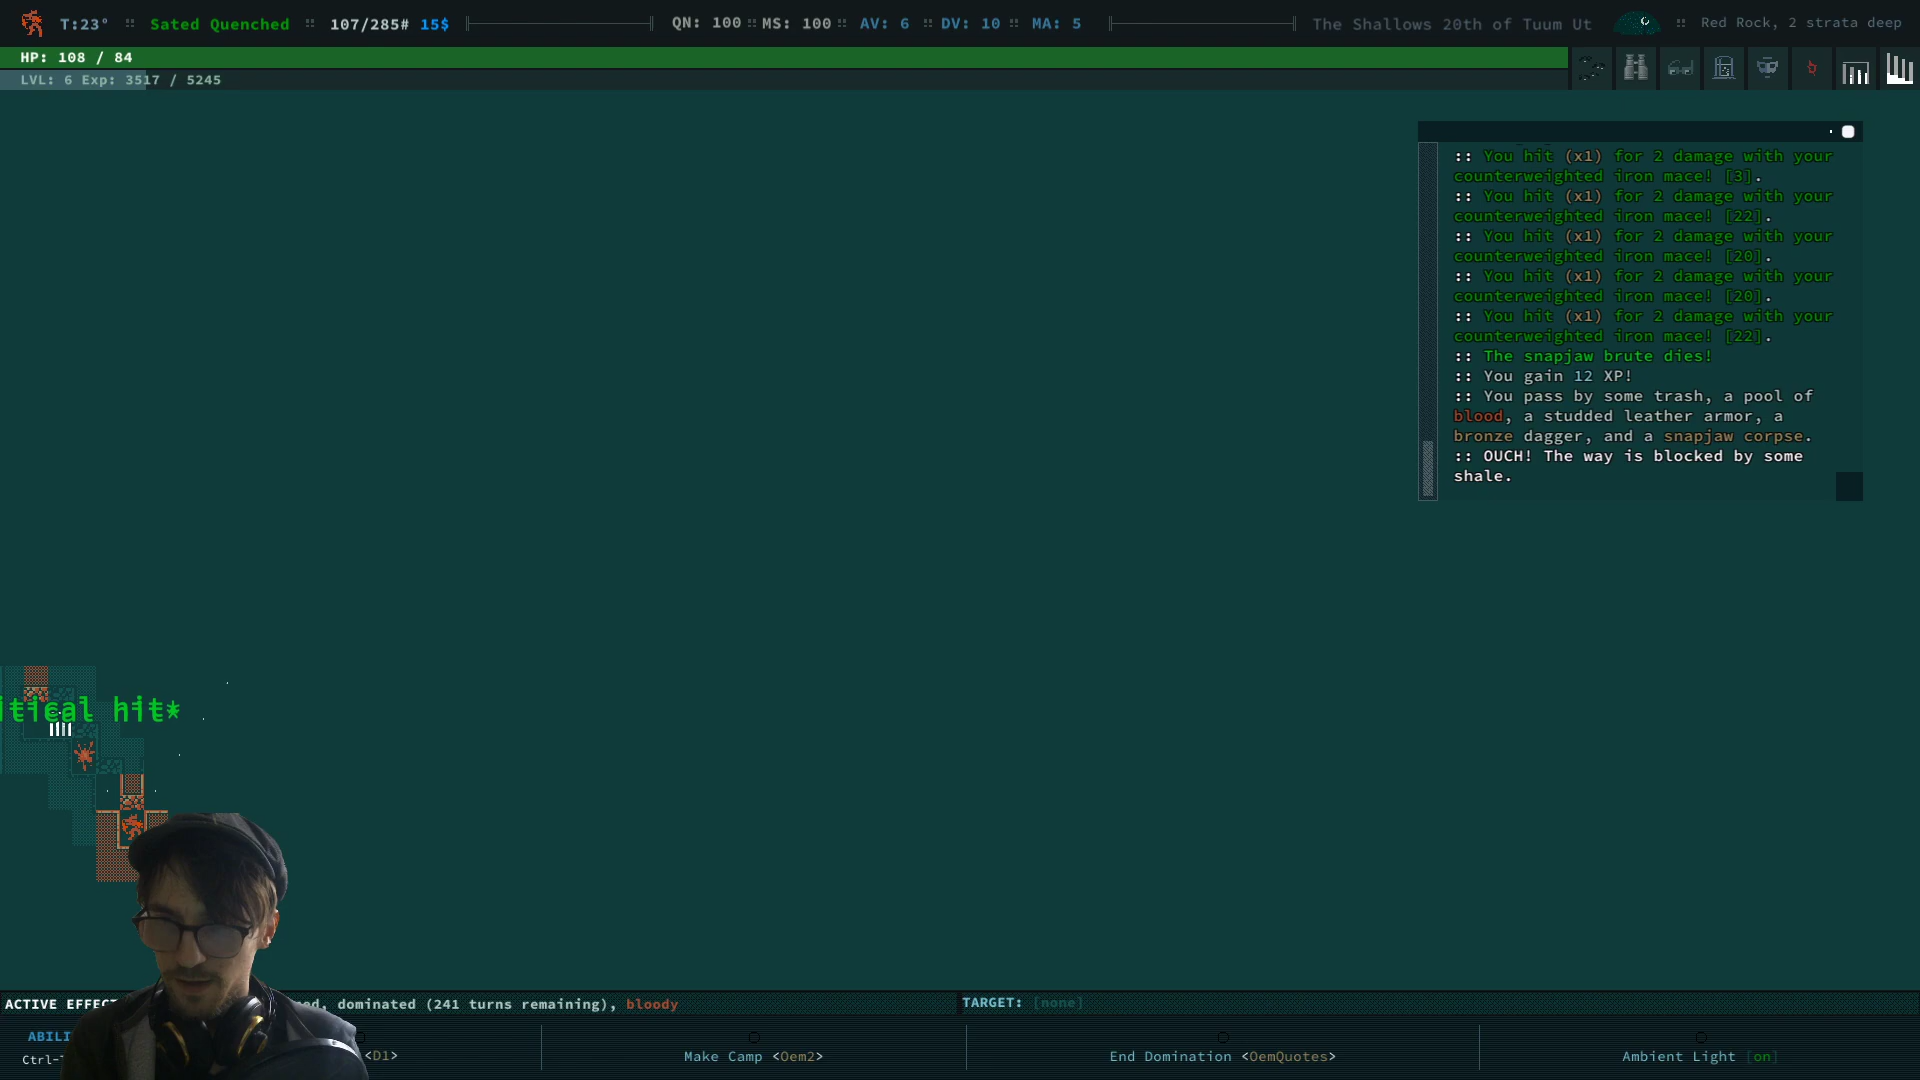 T:23° :: Sated Quenched :: 107/285# 15$ QN: 100 :: MS: 100 :: AV: 6 :: DV: 10 :: MA: 5 The Shallows 20th of Tuum Ut :: Red Rock, 2 strata deep
HP: 108 / 84
LVL: 6 Exp: 3517 / 5245
:: You hit (x1) for 2 damage with your
counterweighted iron mace! [3].
:: You hit (x1) for 2 damage with your
counterweighted iron mace! [22].
:: You hit (x1) for 2 damage with your
counterweighted iron mace! [20].
:: You hit (x1) for 2 damage with your
counterweighted iron mace! [20].
:: You hit (x1) for 2 damage with your
counterweighted iron mace! [22].
:: The snapjaw brute dies!
:: You gain 12 XP!
:: You pass by some trash, a pool of
blood, a studded leather armor, a
bronze dagger, and a snapjaw corpse.
:: OUCH! The way is blocked by some
shale.
itical hit*
ACTIVE EFFECT ed, dominated (241 turns remaining), bloody
TARGET: [none]
ABILI
Ctrl- <D1> Make Camp <Oem2> End Domination <OemQuotes> Ambient Light [on]